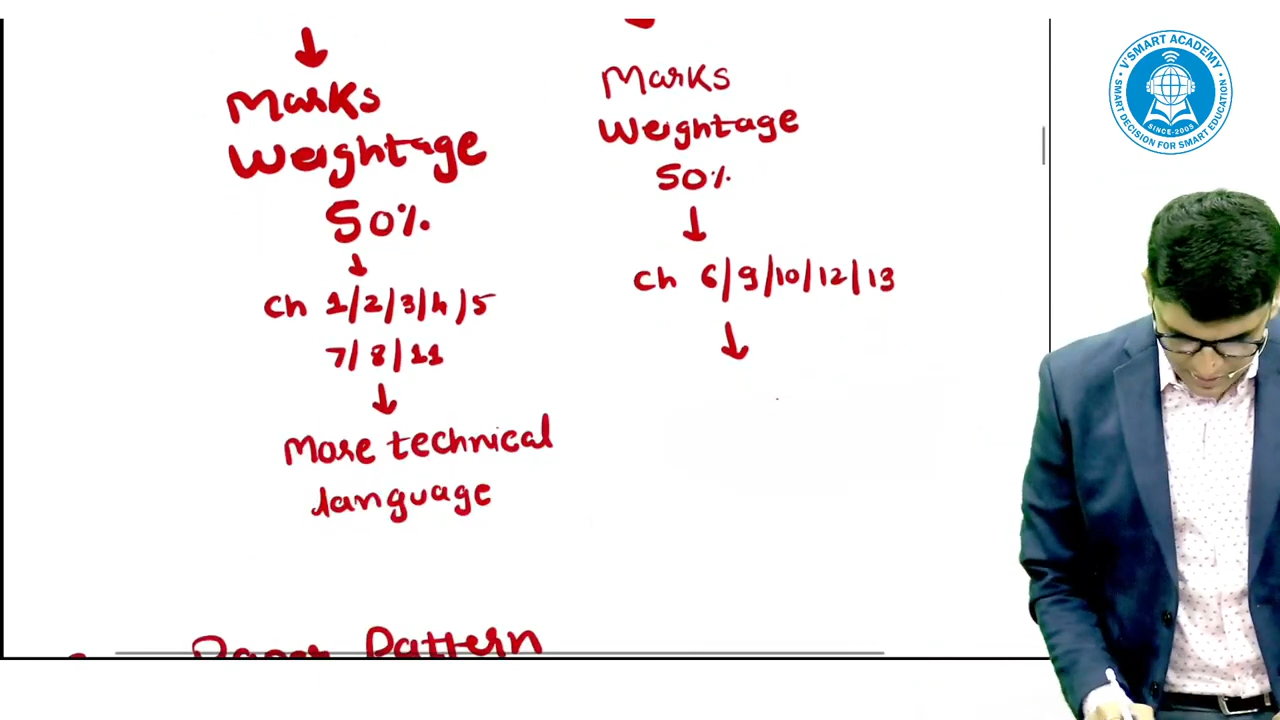 Marks
Weightage
50%
Ch 1/2/3/4/5
7/8/11
More technical
language
Marks
Weightage
50%
Ch 6/9/10/12/13
Paper Pattern
V'SMART ACADEMY
SINCE-2005
SMART DECISION FOR SMART EDUCATION